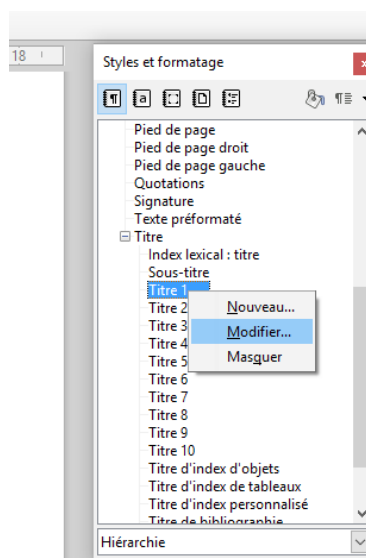 18
Styles et formatage
Pied de page
Pied de page droit
Pied de page gauche
Quotations
Signature
Texte préformaté
Titre
Index lexical : titre
Sous-titre
Titre 1
Titre 2
Nouveau...
Titre 3
Modifier...
Titre 4
Titre 5
Masquer
Titre 6
Titre 7
Titre 8
Titre 9
Titre 10
Titre d'index d'objets
Titre d'index de tableaux
Titre d'index personnalisé
Titre de bibliographie
Hiérarchie